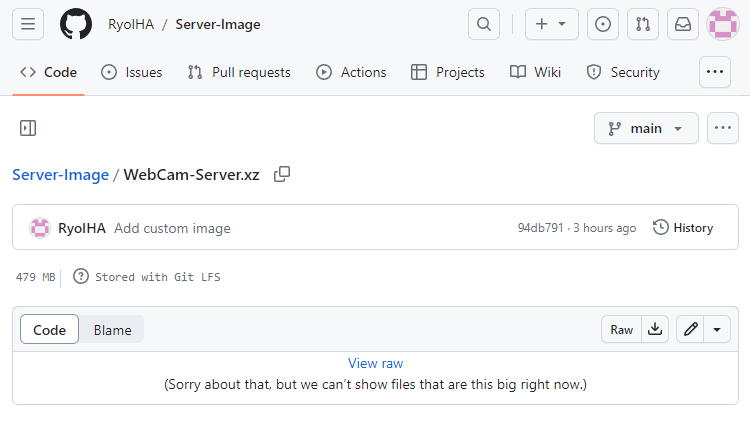 RyoIHA / Server-Image
Code Issues Pull requests Actions Projects Wiki Security
main
Server-Image / WebCam-Server.xz
RyoIHA Add custom image 94db791 · 3 hours ago History
479 MB Stored with Git LFS
Code Blame Raw
View raw
(Sorry about that, but we can’t show files that are this big right now.)